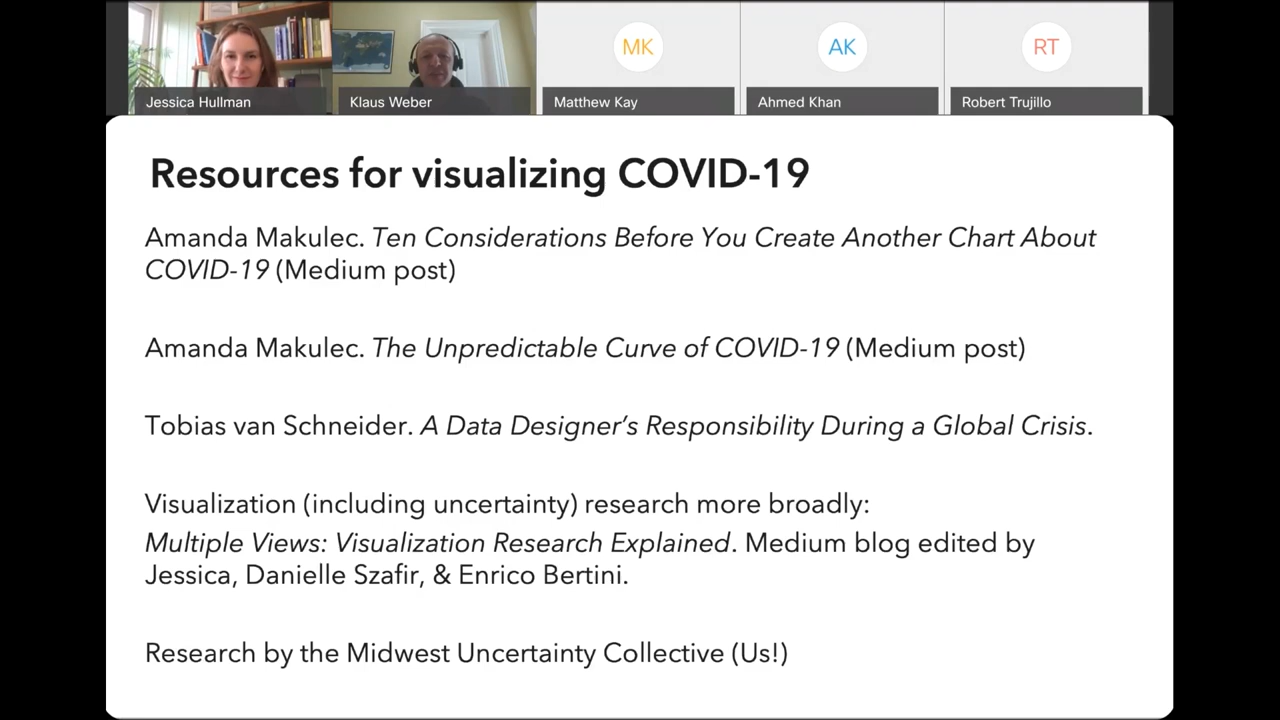 MK
AK
RT
Jessica Hullman
Klaus Weber
Matthew Kay
Ahmed Khan
Robert Trujillo
Resources for visualizing COVID-19
Amanda Makulec. Ten Considerations Before You Create Another Chart About
COVID-19 (Medium post)
Amanda Makulec. The Unpredictable Curve of COVID-19 (Medium post)
Tobias van Schneider. A Data Designer’s Responsibility During a Global Crisis.
Visualization (including uncertainty) research more broadly:
Multiple Views: Visualization Research Explained. Medium blog edited by
Jessica, Danielle Szafir, & Enrico Bertini.
Research by the Midwest Uncertainty Collective (Us!)